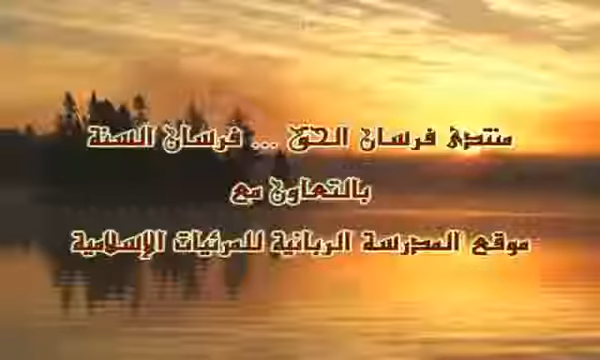 منتدى فرسان الحق ... فرسان السنة
بالتعاون مع
موقع المدرسة الربانية للمرئيات الإسلامية